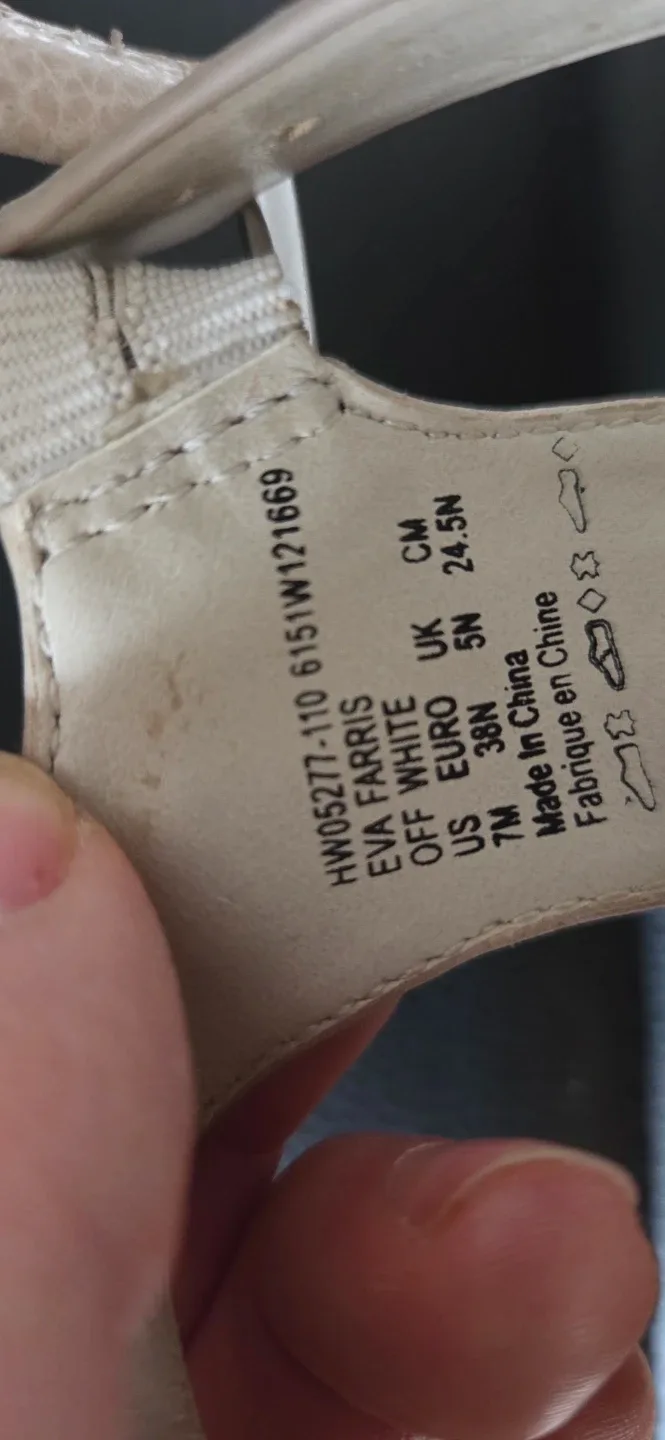 HW05277-110 6151W121669
EVA FARRIS
OFF WHITE
US EURO UK CM
7M 38N 5N 24.5N
Made In China
Fabrique en Chine